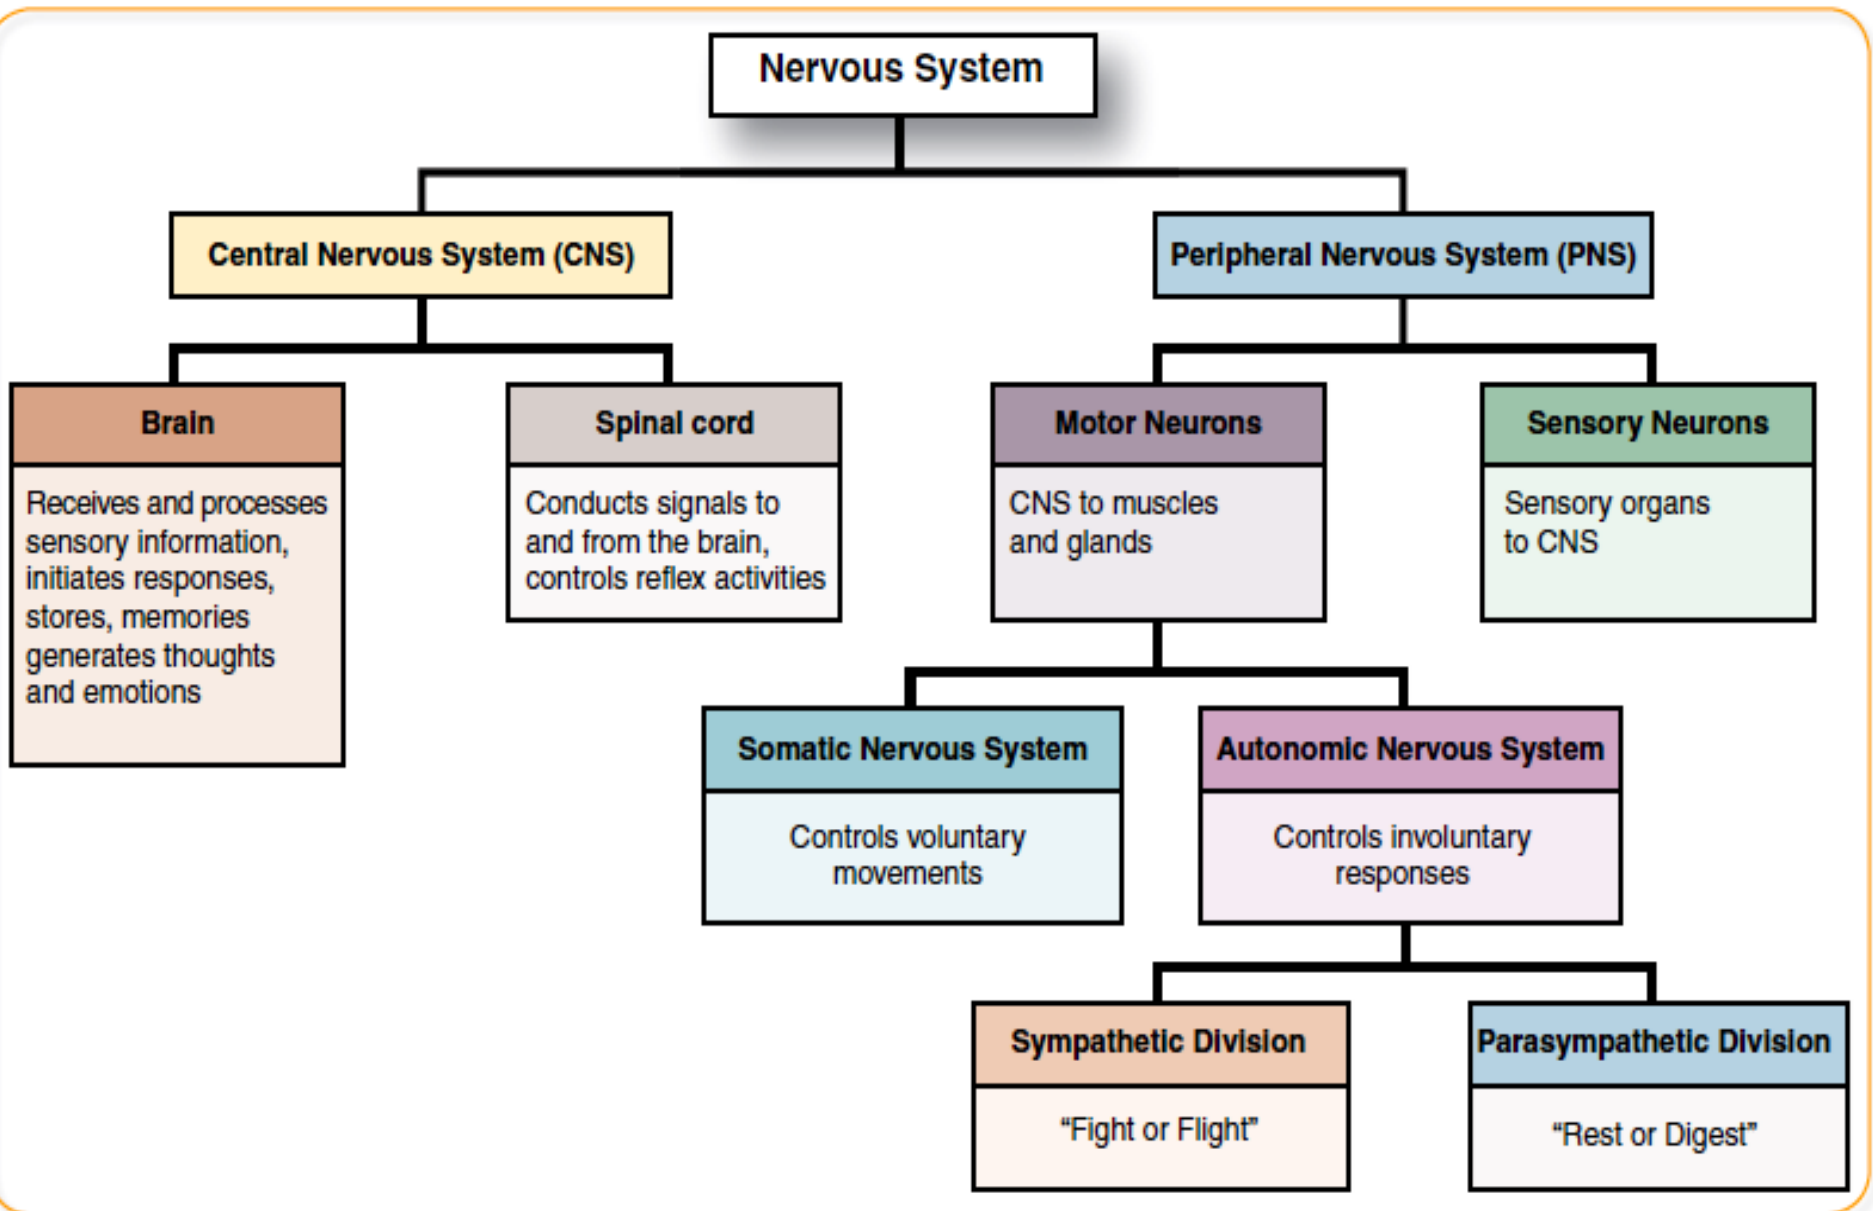 Nervous System
Central Nervous System (CNS)
Peripheral Nervous System (PNS)
Brain
Receives and processes
sensory information,
initiates responses,
stores, memories
generates thoughts
and emotions
Spinal cord
Conducts signals to
and from the brain,
controls reflex activities
Motor Neurons
CNS to muscles
and glands
Sensory Neurons
Sensory organs
to CNS
Somatic Nervous System
Controls voluntary
movements
Autonomic Nervous System
Controls involuntary
responses
Sympathetic Division
“Fight or Flight”
Parasympathetic Division
“Rest or Digest”